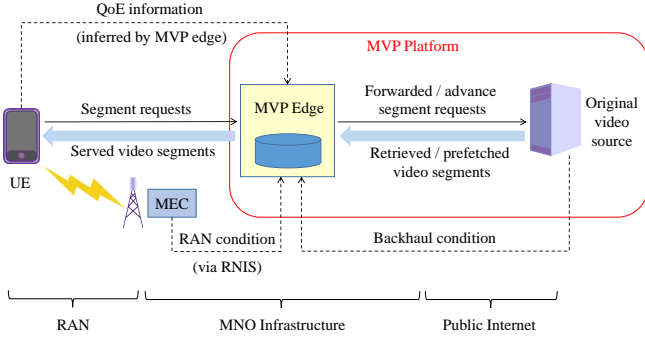 QoE information
(inferred by MVP edge)
MVP Platform
Segment requests
MVP Edge
Forwarded / advance
segment requests
Original
video
source
Served video segments
Retrieved / prefetched
video segments
UE
MEC
RAN condition
(via RNIS)
Backhaul condition
RAN
MNO Infrastructure
Public Internet